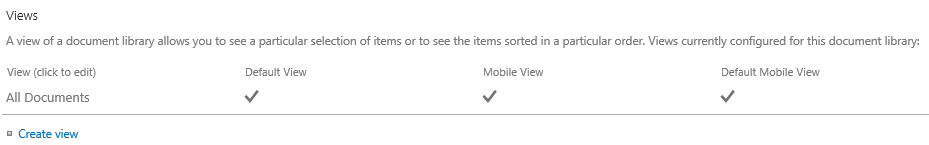 Views
A view of a document library allows you to see a particular selection of items or to see the items sorted in a particular order. Views currently configured for this document library:
View (click to edit) Default View Mobile View Default Mobile View
All Documents
Create view